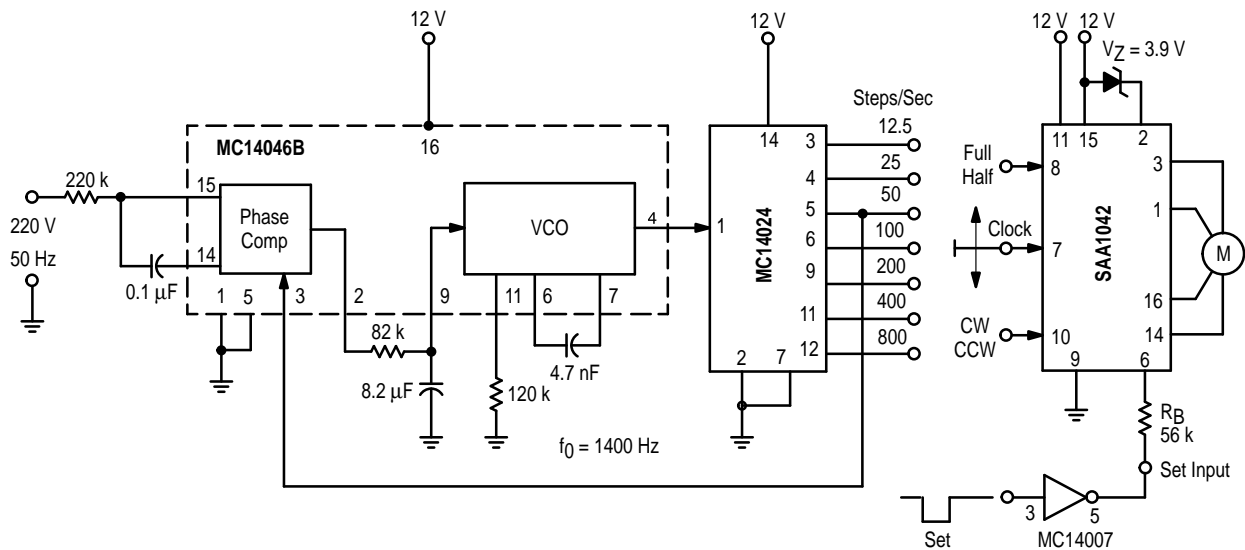 12 V
12 V
12 V
12 V
VZ = 3.9 V
Steps/Sec
MC14046B
16
14
3
12.5
11
15
2
220 k
15
Phase
Comp
VCO
4
1
MC14024
4
25
Full
Half
8
3
220 V
5
50
1
50 Hz
14
6
100
Clock
7
SAA1042
M
0.1 µF
1
5
3
2
9
11
6
7
9
200
16
82 k
11
400
CW
CCW
10
14
8.2 µF
4.7 nF
120 k
2
7
12
800
9
6
f0 = 1400 Hz
RB
56 k
Set Input
3
5
Set
MC14007